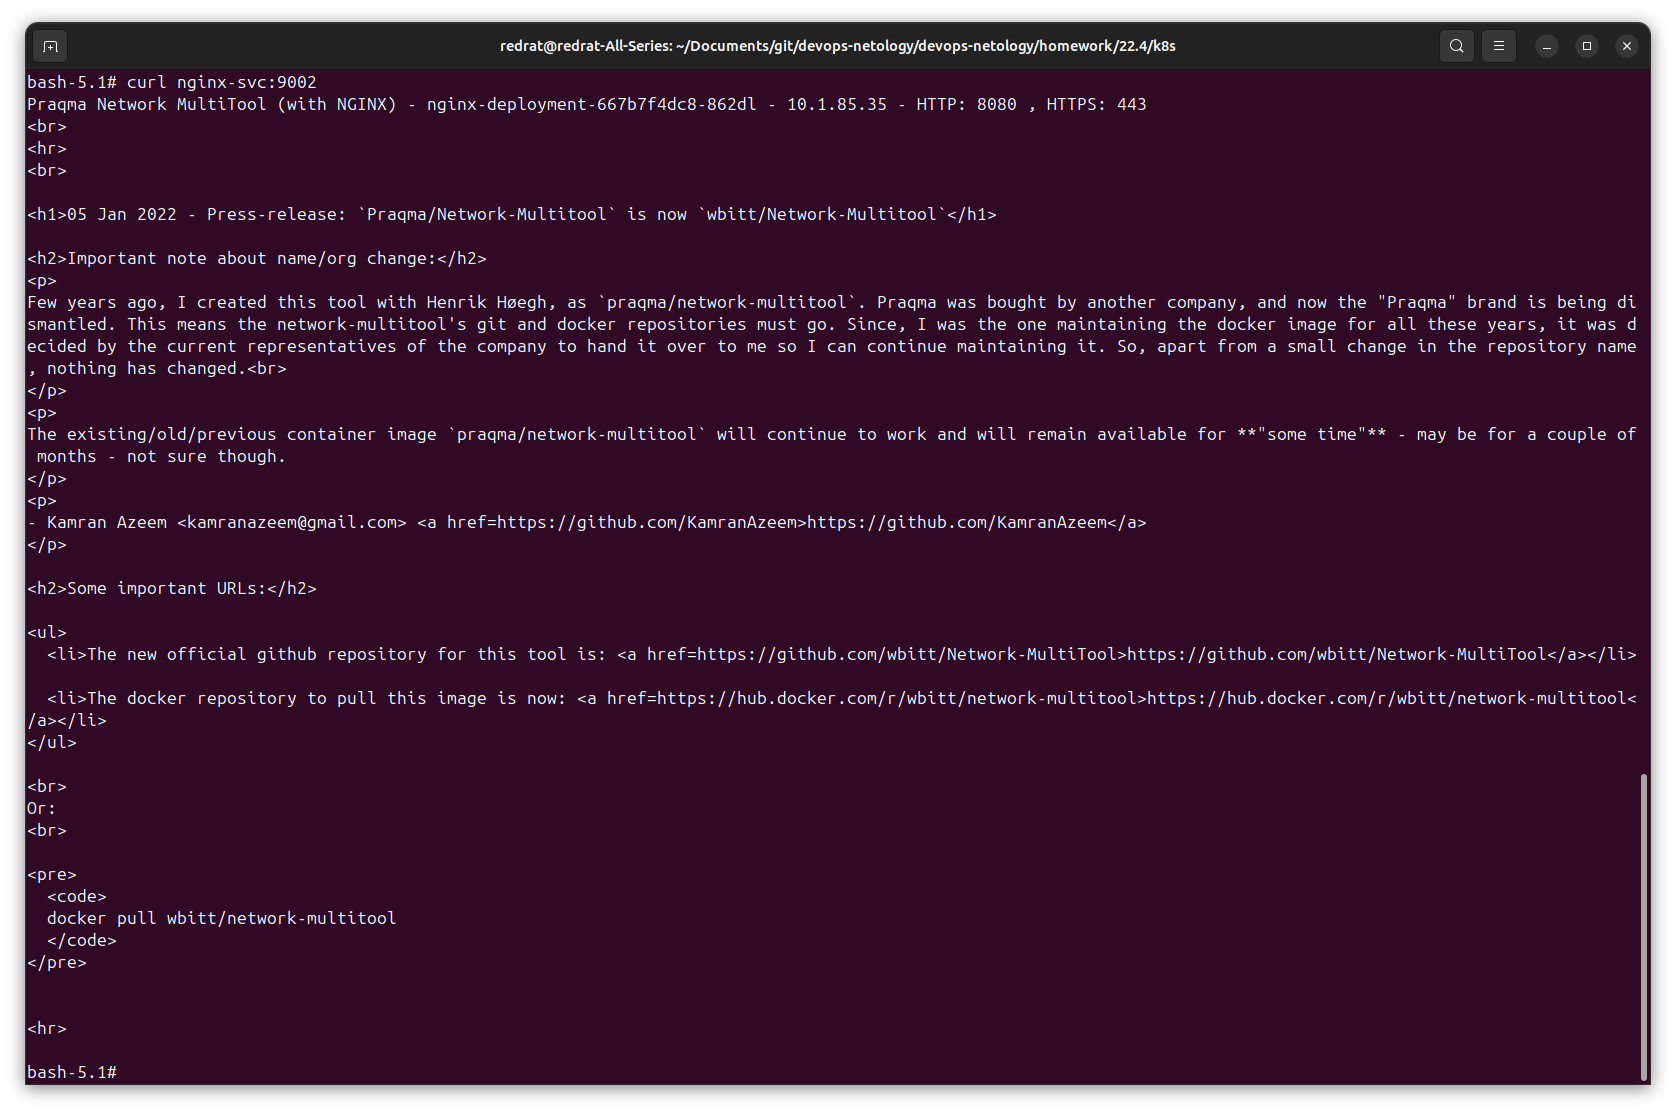 redrat@redrat-All-Series: ~/Documents/git/devops-netology/devops-netology/homework/22.4/k8s
bash-5.1# curl nginx-svc:9002
Praqma Network MultiTool (with NGINX) - nginx-deployment-667b7f4dc8-862dl - 10.1.85.35 - HTTP: 8080 , HTTPS: 443
<br>
<hr>
<br>
<h1>05 Jan 2022 - Press-release: `Praqma/Network-Multitool` is now `wbitt/Network-Multitool`</h1>
<h2>Important note about name/org change:</h2>
<p>
Few years ago, I created this tool with Henrik Høegh, as `praqma/network-multitool`. Praqma was bought by another company, and now the "Praqma" brand is being di
smantled. This means the network-multitool's git and docker repositories must go. Since, I was the one maintaining the docker image for all these years, it was d
ecided by the current representatives of the company to hand it over to me so I can continue maintaining it. So, apart from a small change in the repository name
, nothing has changed.<br>
</p>
<p>
The existing/old/previous container image `praqma/network-multitool` will continue to work and will remain available for **"some time"** - may be for a couple of
 months - not sure though.
</p>
<p>
- Kamran Azeem <kamranazeem@gmail.com> <a href=https://github.com/KamranAzeem>https://github.com/KamranAzeem</a>
</p>
<h2>Some important URLs:</h2>
<ul>
  <li>The new official github repository for this tool is: <a href=https://github.com/wbitt/Network-MultiTool>https://github.com/wbitt/Network-MultiTool</a></li>
  <li>The docker repository to pull this image is now: <a href=https://hub.docker.com/r/wbitt/network-multitool>https://hub.docker.com/r/wbitt/network-multitool<
/a></li>
</ul>
<br>
Or:
<br>
<pre>
  <code>
  docker pull wbitt/network-multitool
  </code>
</pre>
<hr>
bash-5.1#